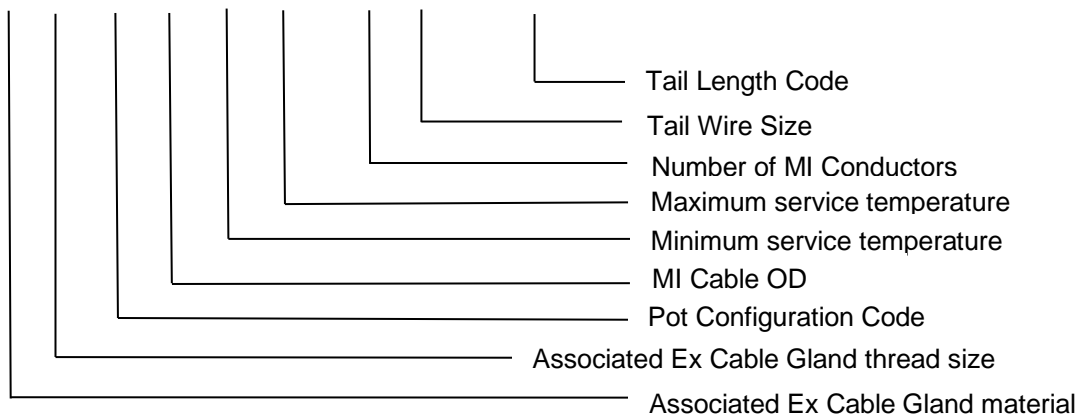 Tail Length Code
Tail Wire Size
Number of MI Conductors
Maximum service temperature
Minimum service temperature
MI Cable OD
Pot Configuration Code
Associated Ex Cable Gland thread size
Associated Ex Cable Gland material